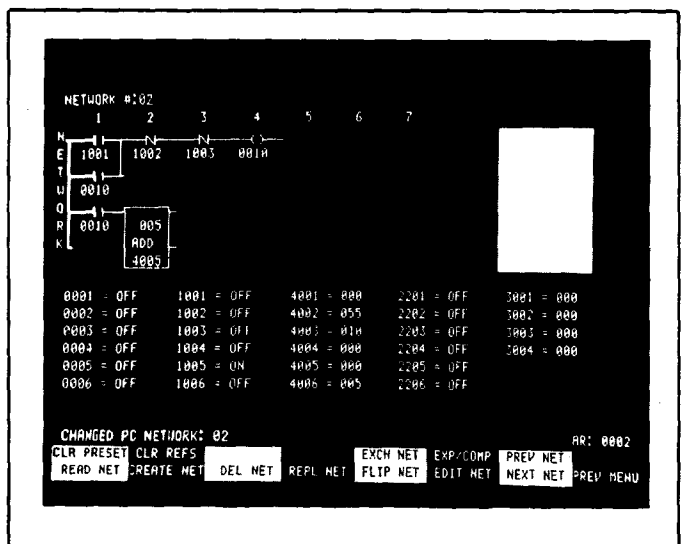 NETWORK #:02
1 2 3 4 5 6 7
NETWORK
1001 1002 1003 0010
0010
0010 005
ADD
4005
0001 = OFF 1001 = OFF 4001 = 000 2201 = OFF 3001 = 000
0002 = OFF 1002 = OFF 4002 = 055 2202 = OFF 3002 = 000
0003 = OFF 1003 = OFF 4003 = 010 2203 = OFF 3003 = 000
0004 = OFF 1004 = OFF 4004 = 000 2204 = OFF 3004 = 000
0005 = OFF 1005 = ON 4005 = 000 2205 = OFF
0006 = OFF 1006 = OFF 4006 = 005 2206 = OFF
CHANGED PC NETWORK: 02 AR: 0002
CLR PRESET CLR REFS EXCH NET EXP/COMP PREV NET
READ NET CREATE NET DEL NET REPL NET FLIP NET EDIT NET NEXT NET PREV MENU